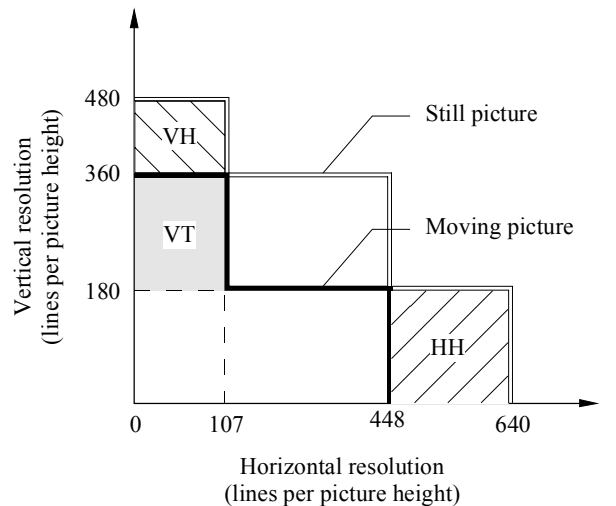 480
VH
Still picture
360
VT
Moving picture
180
HH
0
107
448
640
Vertical resolution
(lines per picture height)
Horizontal resolution
(lines per picture height)